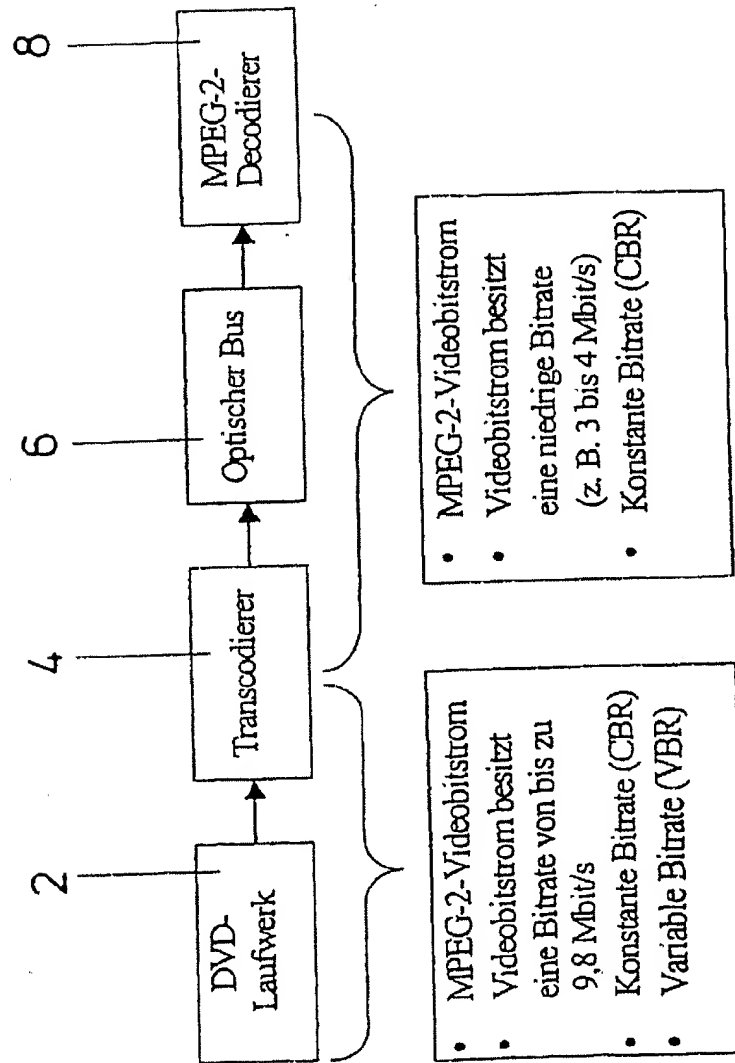 2
4
6
8
DVD-
Laufwerk
Transcodierer
Optischer Bus
MPEG-2-
Decodierer
• MPEG-2-Videobitstrom
• Videobitstrom besitzt
eine Bitrate von bis zu
9,8 Mbit/s
• Konstante Bitrate (CBR)
• Variable Bitrate (VBR)
• MPEG-2-Videobitstrom
• Videobitstrom besitzt
eine niedrige Bitrate
(z. B. 3 bis 4 Mbit/s)
• Konstante Bitrate (CBR)